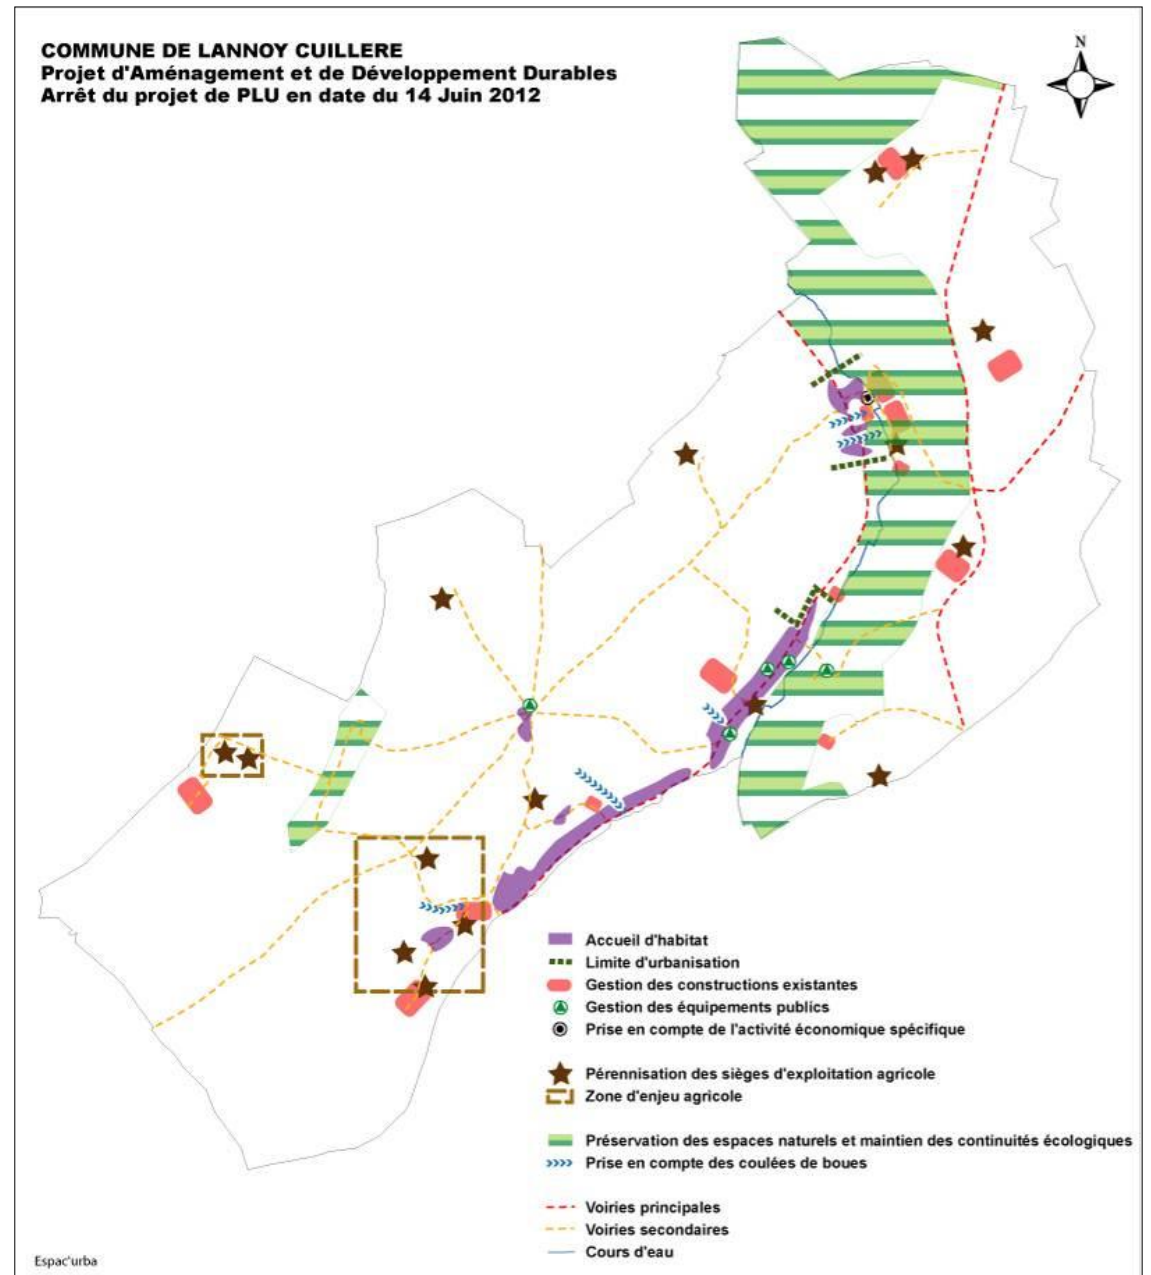 COMMUNE DE LANNOY CUILLERE
Projet d'Aménagement et de Développement Durables
Arrêt du projet de PLU en date du 14 Juin 2012
N
Accueil d'habitat
Limite d'urbanisation
Gestion des constructions existantes
Gestion des équipements publics
Prise en compte de l'activité économique spécifique
Pérennisation des sièges d'exploitation agricole
Zone d'enjeu agricole
Préservation des espaces naturels et maintien des continuités écologiques
Prise en compte des coulées de boues
Voiries principales
Voiries secondaires
Cours d'eau
Espac'urba